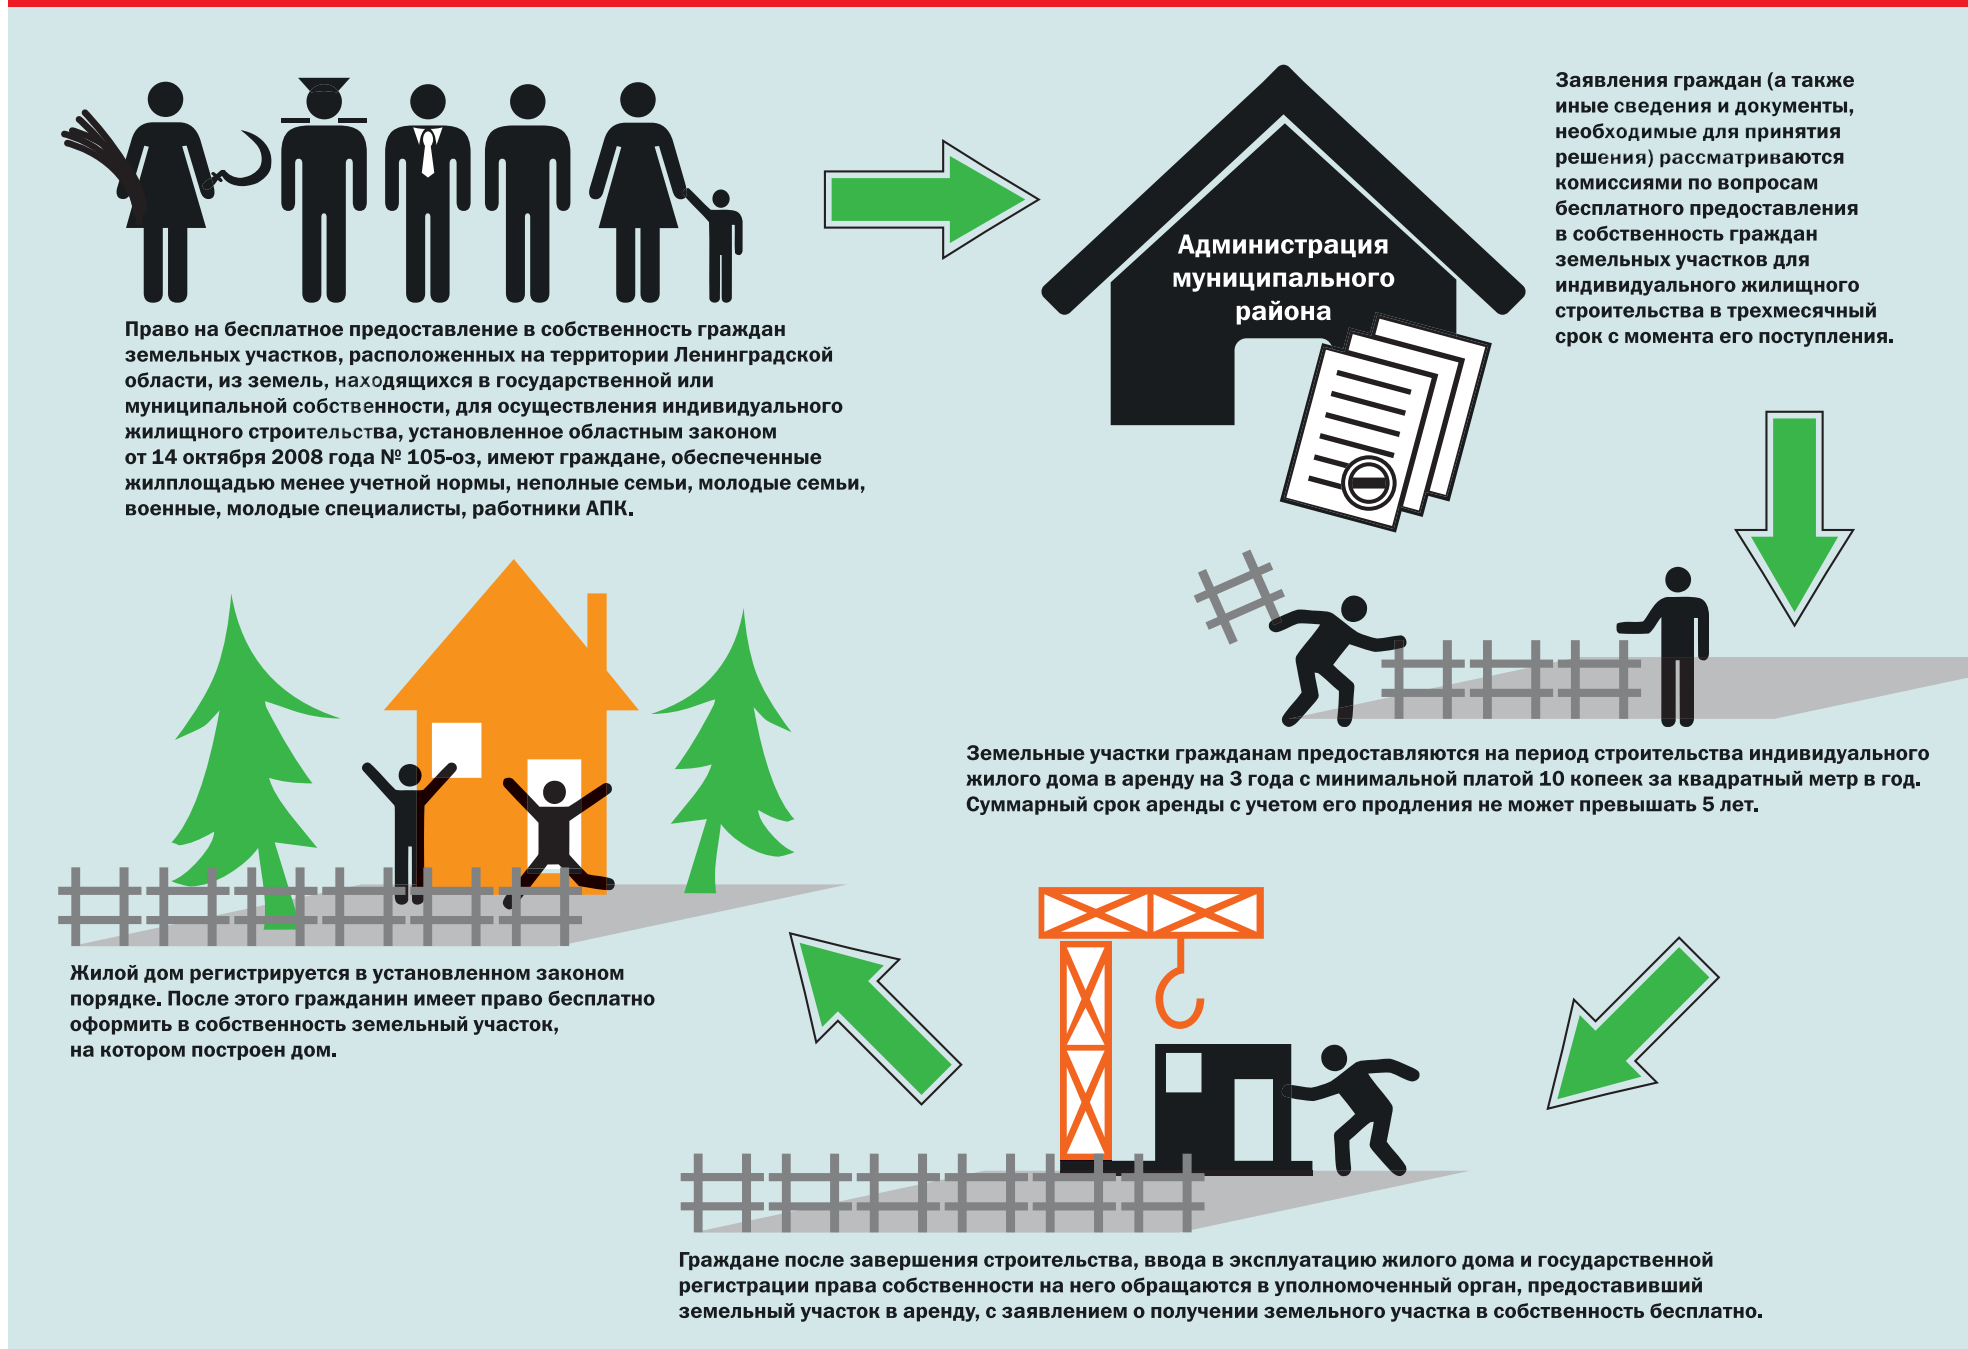 Право на бесплатное предоставление в собственность граждан
земельных участков, расположенных на территории Ленинградской
области, из земель, находящихся в государственной или
муниципальной собственности, для осуществления индивидуального
жилищного строительства, установленное областным законом
от 14 октября 2008 года № 105-оз, имеют граждане, обеспеченные
жилплощадью менее учетной нормы, неполные семьи, молодые семьи,
военные, молодые специалисты, работники АПК.
Администрация
муниципального
района
Заявления граждан (а также
иные сведения и документы,
необходимые для принятия
решения) рассматриваются
комиссиями по вопросам
бесплатного предоставления
в собственность граждан
земельных участков для
индивидуального жилищного
строительства в трехмесячный
срок с момента его поступления.
Земельные участки гражданам предоставляются на период строительства индивидуального
жилого дома в аренду на 3 года с минимальной платой 10 копеек за квадратный метр в год.
Суммарный срок аренды с учетом его продления не может превышать 5 лет.
Граждане после завершения строительства, ввода в эксплуатацию жилого дома и государственной
регистрации права собственности на него обращаются в уполномоченный орган, предоставивший
земельный участок в аренду, с заявлением о получении земельного участка в собственность бесплатно.
Жилой дом регистрируется в установленном законом
порядке. После этого гражданин имеет право бесплатно
оформить в собственность земельный участок,
на котором построен дом.